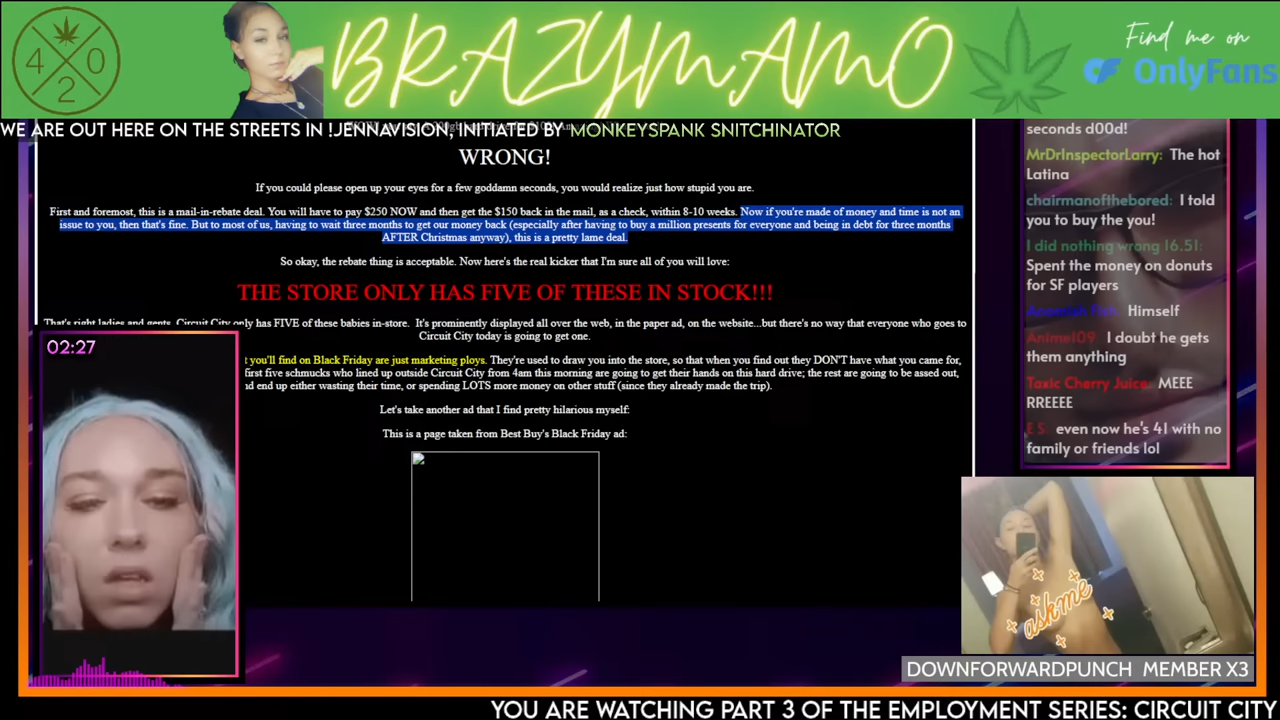 4 20
BRAZYMAMO
Find me on
OnlyFans
WE ARE OUT HERE ON THE STREETS IN !JENNAVISION, INITIATED BY MONKEYSPANK SNITCHINATOR
WRONG!
If you could please open up your eyes for a few goddamn seconds, you would realize just how stupid you are.
First and foremost, this is a mail-in-rebate deal. You will have to pay $250 NOW and then get the $150 back in the mail, as a check, within 8-10 weeks. Now if you're made of money and time is not an
issue to you, then that's fine. But to most of us, having to wait three months to get our money back (especially after having to buy a million presents for everyone and being in debt for three months
AFTER Christmas anyway), this is a pretty lame deal.
So okay, the rebate thing is acceptable. Now here's the real kicker that I'm sure all of you will love:
THE STORE ONLY HAS FIVE OF THESE IN STOCK!!!
That's right ladies and gents, Circuit City only has FIVE of these babies in-store. It's prominently displayed all over the web, in the paper ad, on the website...but there's no way that everyone who goes to
Circuit City today is going to get one.
t you'll find on Black Friday are just marketing ploys. They're used to draw you into the store, so that when you find out they DON'T have what you came for,
first five schmucks who lined up outside Circuit City from 4am this morning are going to get their hands on this hard drive; the rest are going to be assed out,
nd end up either wasting their time, or spending LOTS more money on other stuff (since they already made the trip).
Let's take another ad that I find pretty hilarious myself:
This is a page taken from Best Buy's Black Friday ad:
02:27
seconds d00d!
MrDrInspectorLarry: The hot
Latina
chairmanofthebored: I told
you to buy the you!
I did nothing wrong 16.51:
Spent the money on donuts
for SF players
Himself
Anime109: I doubt he gets
them anything
Toxic Cherry Juice: MEEE
RREEEE
E S: even now he's 41 with no
family or friends lol
ask me
DOWNFORWARDPUNCH MEMBER X3
YOU ARE WATCHING PART 3 OF THE EMPLOYMENT SERIES: CIRCUIT CITY